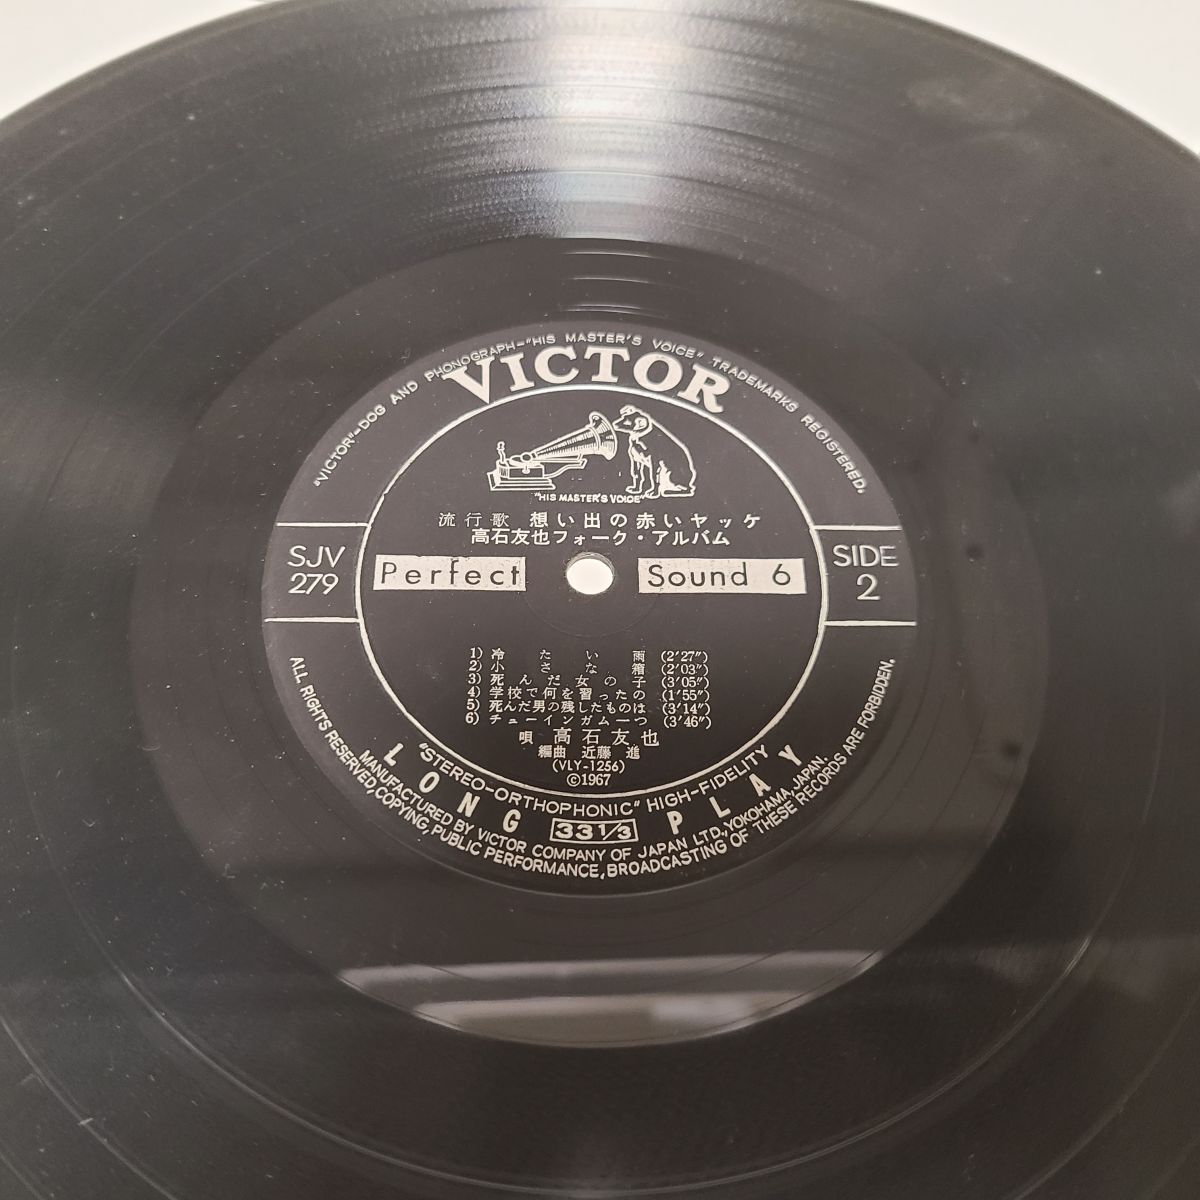 "VICTOR"-DOG AND PHONOGRAPH-"HIS MASTER'S VOICE" TRADEMARKS REGISTERED.
VICTOR
"HIS MASTER'S VOICE"
流行歌 想い出の赤いヤッケ
高石友也フォーク・アルバム
SJV
279
Perfect Sound 6
SIDE
2
1) 冷たい雨 (2'27")
2) 小さな箱 (2'03")
3) 死んだ女の子 (3'05")
4) 学校で何を習ったの (1'55")
5) 死んだ男の残したものは (3'14")
6) チューインガム一つ (3'46")
唄 高石友也
編曲 近藤 進
(VLY-1256)
©1967
"STEREO-ORTHOPHONIC" HIGH-FIDELITY
LONG 33 1/3 PLAY
MANUFACTURED BY VICTOR COMPANY OF JAPAN LTD., YOKOHAMA, JAPAN.
ALL RIGHTS RESERVED, COPYING, PUBLIC PERFORMANCE, BROADCASTING OF THESE RECORDS ARE FORBIDDEN.